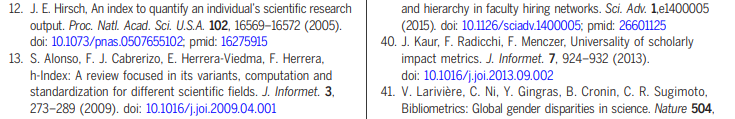 12. J. E. Hirsch, An index to quantify an individual's scientific research
output. Proc. Natl. Acad. Sci. U.S.A. 102, 16569–16572 (2005).
doi: 10.1073/pnas.0507655102; pmid: 16275915
13. S. Alonso, F. J. Cabrerizo, E. Herrera-Viedma, F. Herrera,
h-Index: A review focused in its variants, computation and
standardization for different scientific fields. J. Informet. 3,
273–289 (2009). doi: 10.1016/j.joi.2009.04.001
and hierarchy in faculty hiring networks. Sci. Adv. 1,e1400005
(2015). doi: 10.1126/sciadv.1400005; pmid: 26601125
40. J. Kaur, F. Radicchi, F. Menczer, Universality of scholarly
impact metrics. J. Informet. 7, 924–932 (2013).
doi: 10.1016/j.joi.2013.09.002
41. V. Larivière, C. Ni, Y. Gingras, B. Cronin, C. R. Sugimoto,
Bibliometrics: Global gender disparities in science. Nature 504,